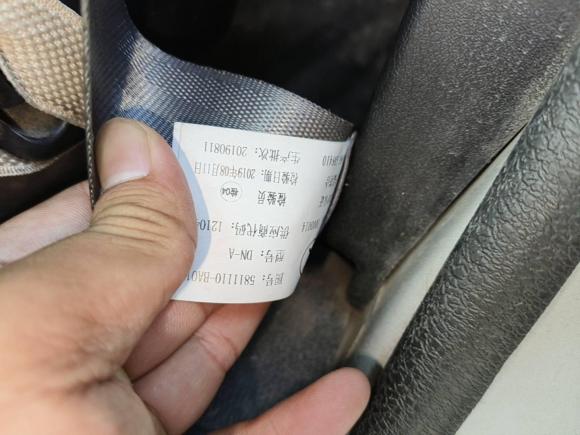 图号：5811110-BA01
型号：DN-A
供应商代码：1210
检验员 检04
检验日期：2019年08月11日
生产批次：20190811